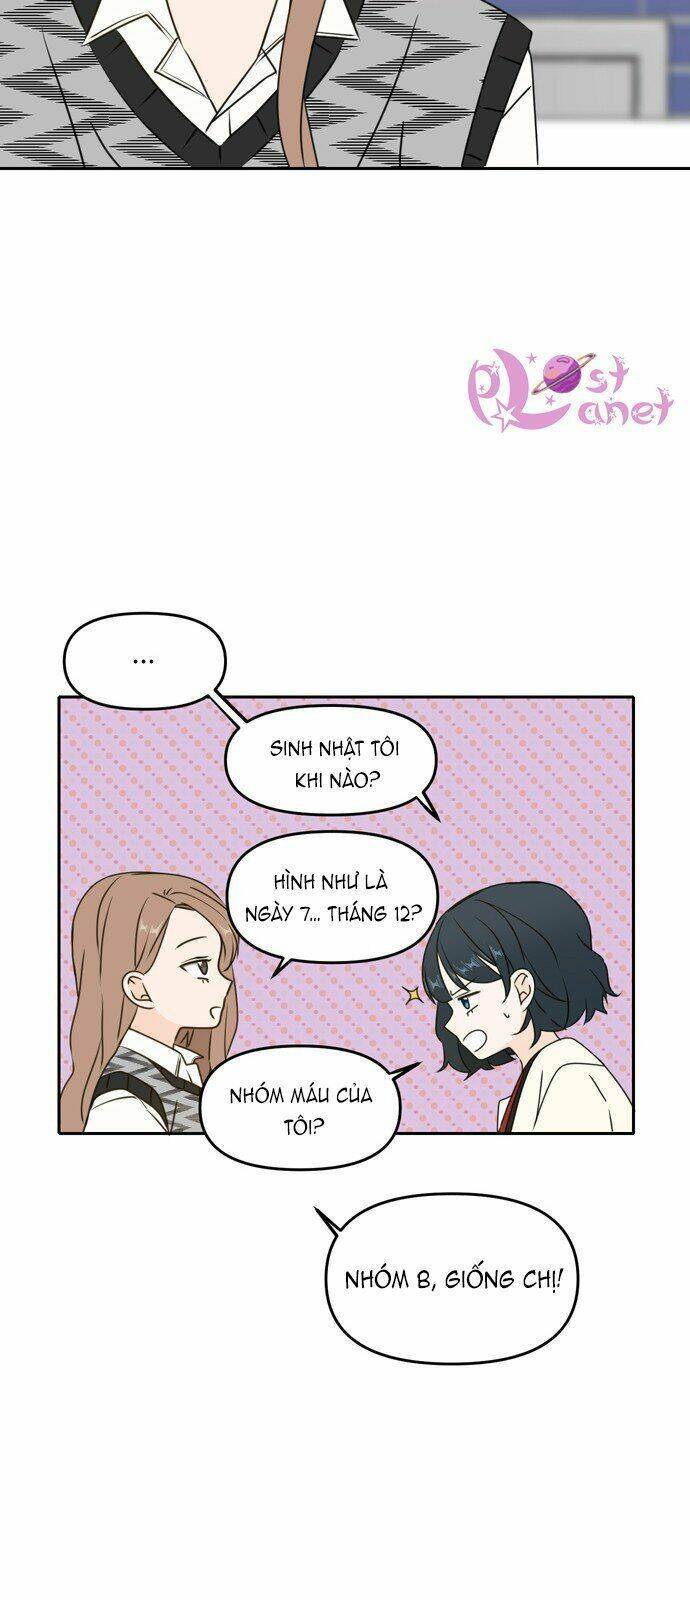 Lost
Planet
...
SINH NHẬT TÔI
KHI NÀO?
HÌNH NHƯ LÀ
NGÀY 7... THÁNG 12?
NHÓM MÁU CỦA
TÔI?
NHÓM B, GIỐNG CHỊ!